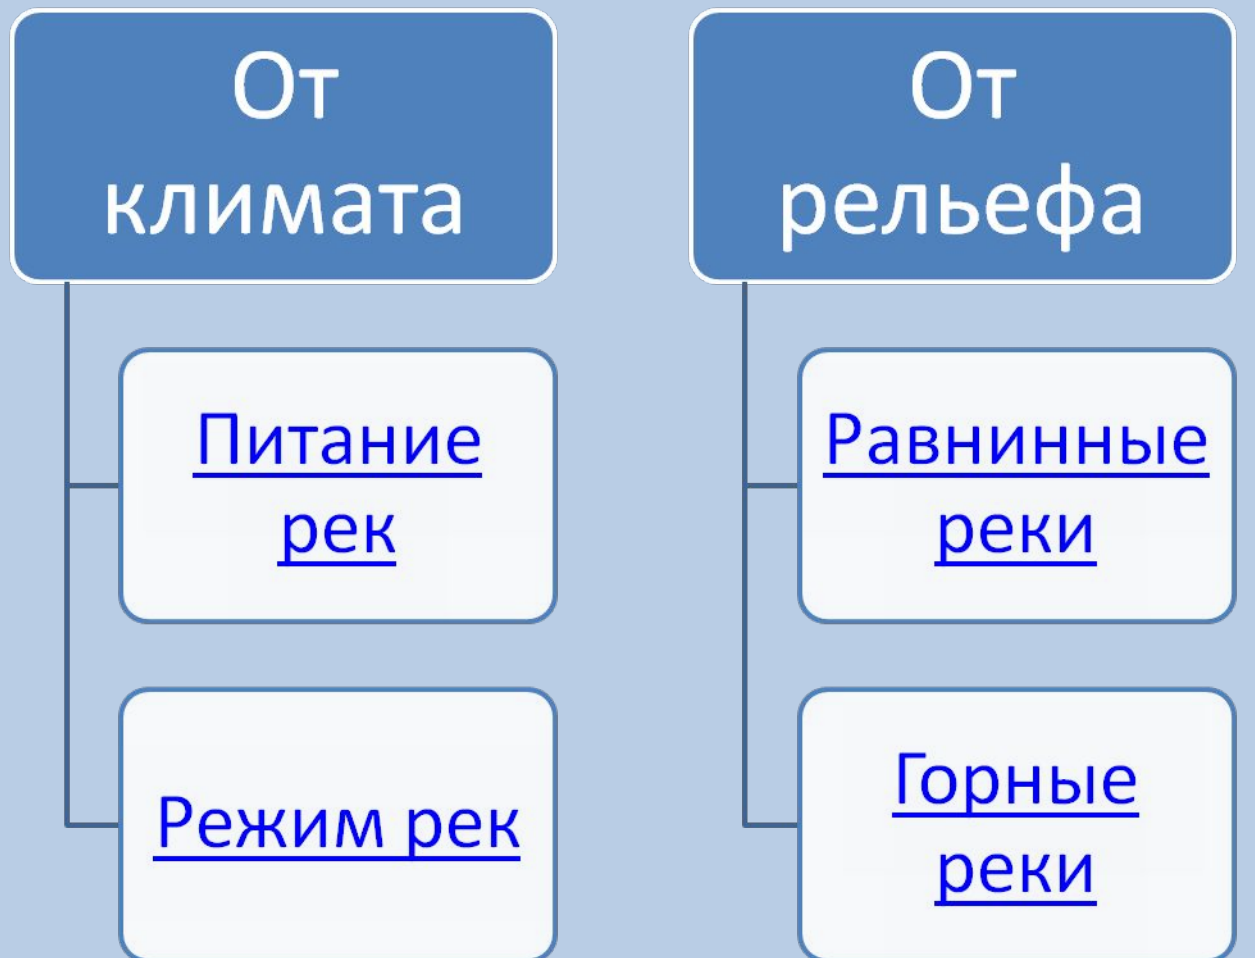 От
климата
Питание
рек
Режим рек
От
рельефа
Равнинные
реки
Горные
реки